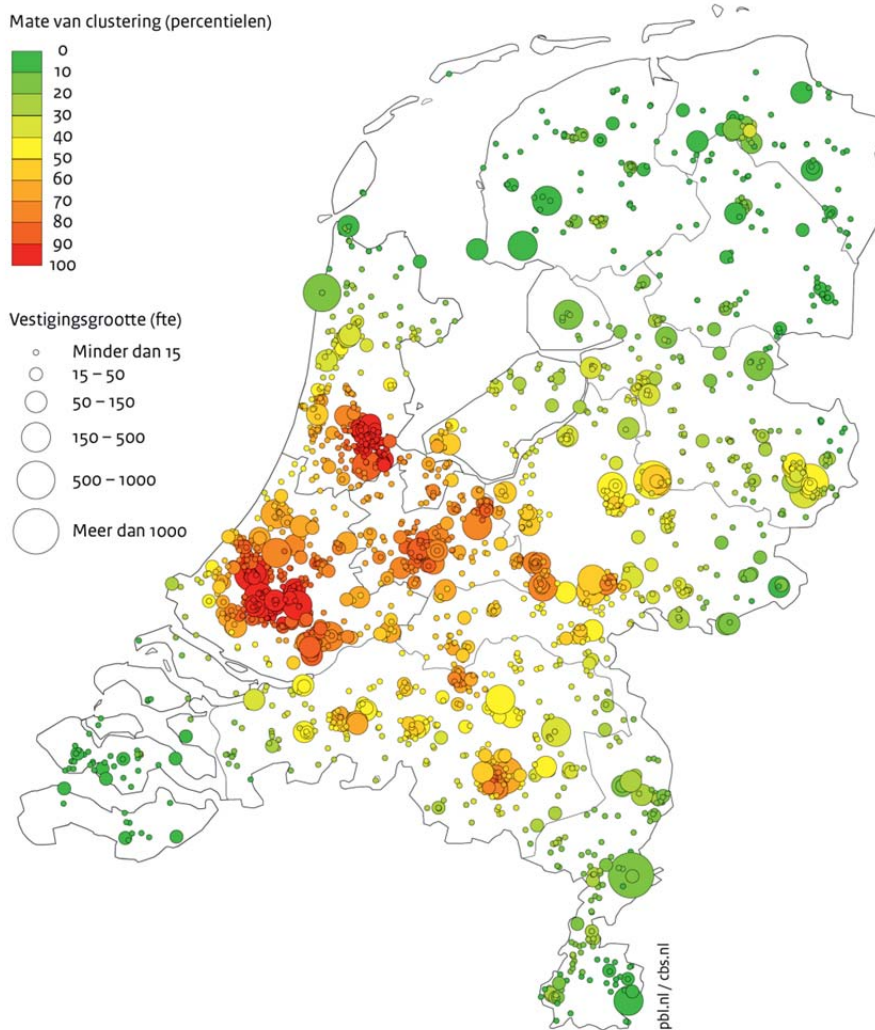 Mate van clustering (percentielen)
0
10
20
30
40
50
60
70
80
90
100
Vestigingsgrootte (fte)
Minder dan 15
15 – 50
50 – 150
150 – 500
500 – 1000
Meer dan 1000
pbl.nl / cbs.nl